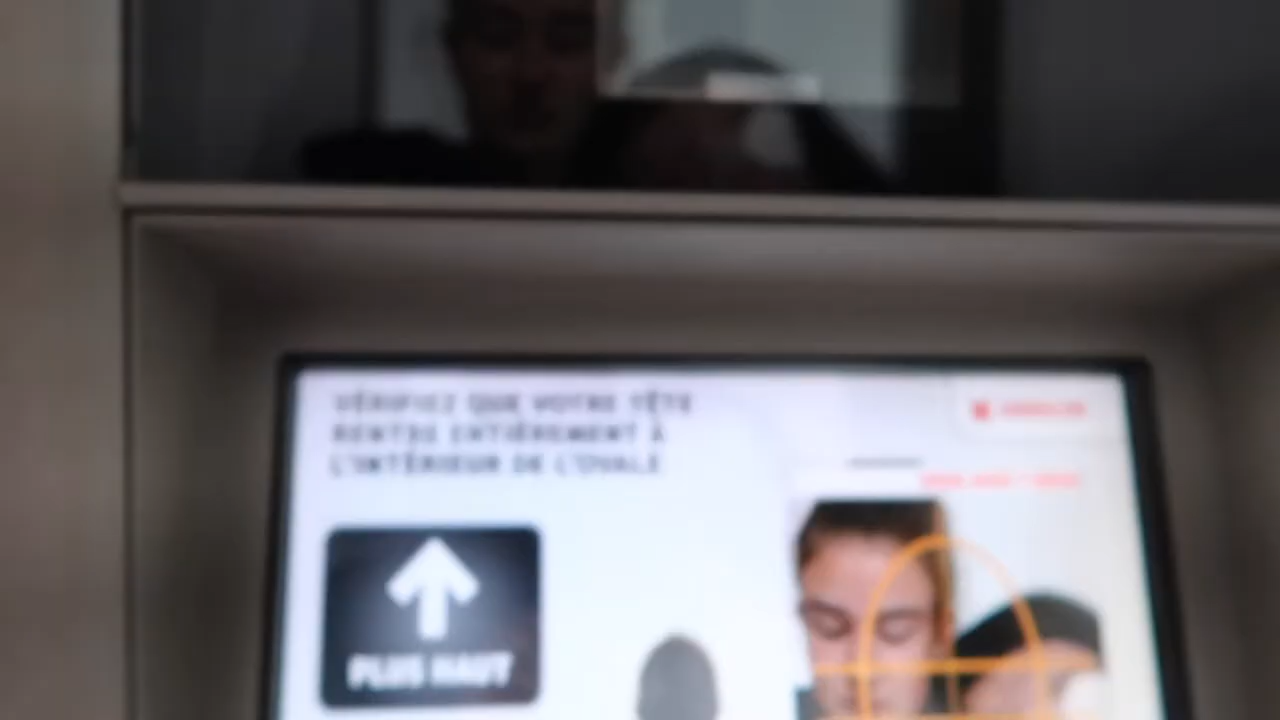 VÉRIFIEZ QUE VOTRE TÊTE
RENTRE ENTIÈREMENT À
L'INTÉRIEUR DE L'OVALE
PLUS HAUT